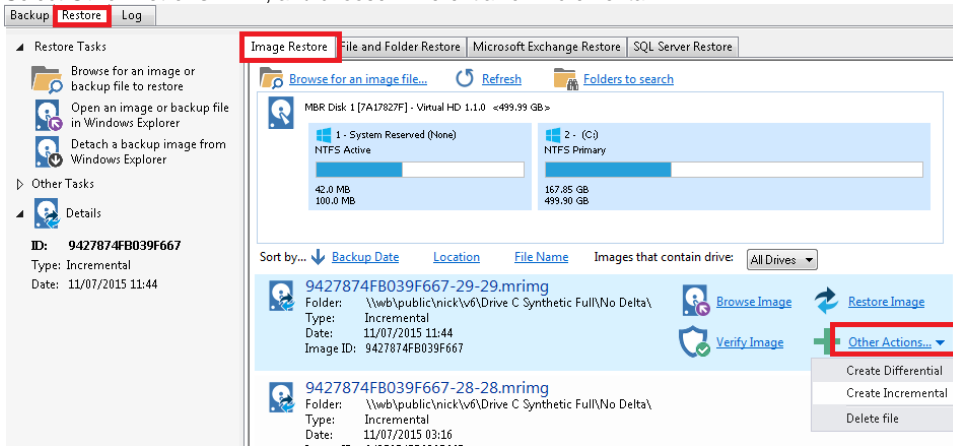 Backup Restore Log
Restore Tasks
Browse for an image or
backup file to restore
Open an image or backup file
in Windows Explorer
Detach a backup image from
Windows Explorer
Other Tasks
Details
ID: 9427874FB039F667
Type: Incremental
Date: 11/07/2015 11:44
Image Restore File and Folder Restore Microsoft Exchange Restore SQL Server Restore
Browse for an image file... Refresh Folders to search
MBR Disk 1 [7A17827F] - Virtual HD 1.1.0 <499.99 GB>
1 - System Reserved (None)
NTFS Active
42.0 MB
100.0 MB
2 - (C:)
NTFS Primary
167.85 GB
499.90 GB
Sort by... Backup Date Location File Name Images that contain drive: All Drives
9427874FB039F667-29-29.mrimg
Folder: \\wb\public\nick\v6\Drive C Synthetic Full\No Delta\
Type: Incremental
Date: 11/07/2015 11:44
Image ID: 9427874FB039F667
Browse Image Restore Image
Verify Image Other Actions...
Create Differential
Create Incremental
Delete file
9427874FB039F667-28-28.mrimg
Folder: \\wb\public\nick\v6\Drive C Synthetic Full\No Delta\
Type: Incremental
Date: 11/07/2015 03:16